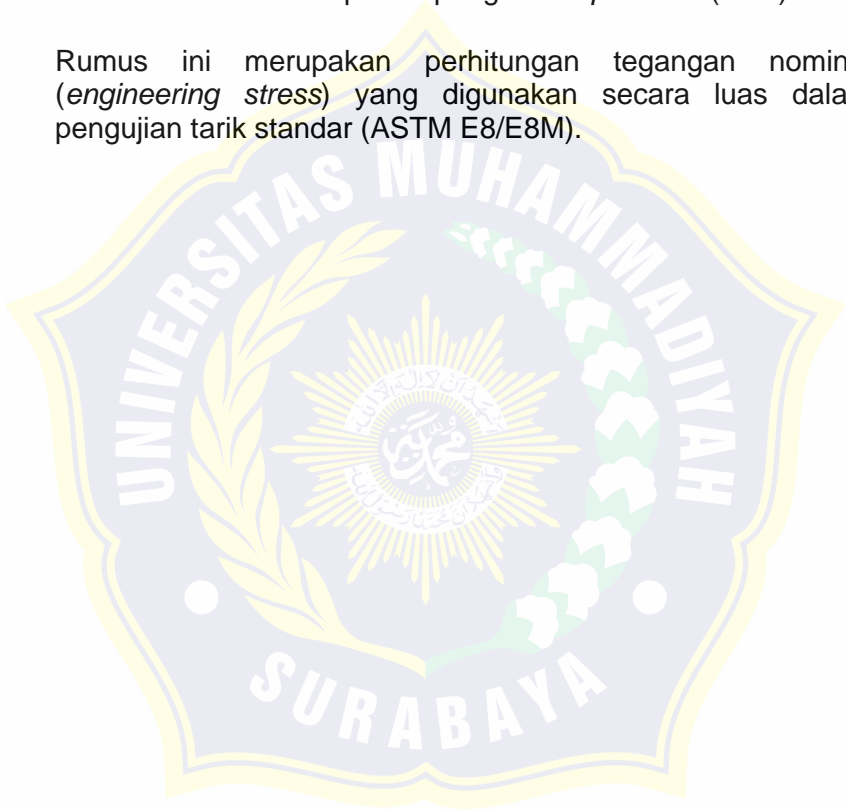 Rumus ini merupakan perhitungan tegangan nomin
(engineering stress) yang digunakan secara luas dala
pengujian tarik standar (ASTM E8/E8M).
UNIVERSITAS MUHAMMADIYAH
SURABAYA